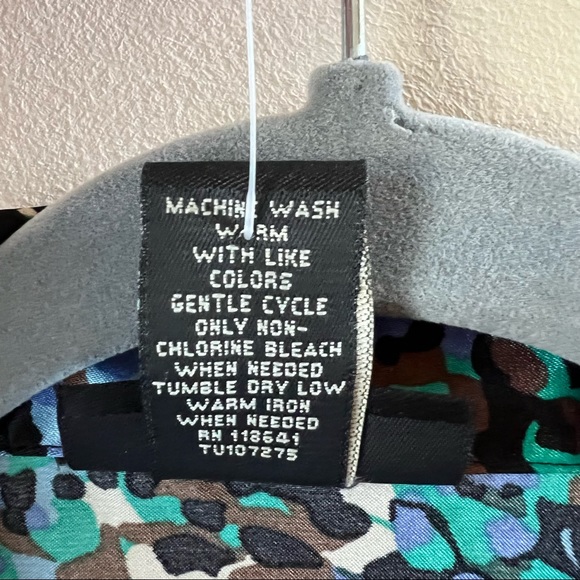 MACHINE WASH
WARM
WITH LIKE
COLORS
GENTLE CYCLE
ONLY NON-
CHLORINE BLEACH
WHEN NEEDED
TUMBLE DRY LOW
WARM IRON
WHEN NEEDED
RN 118641
TU107275